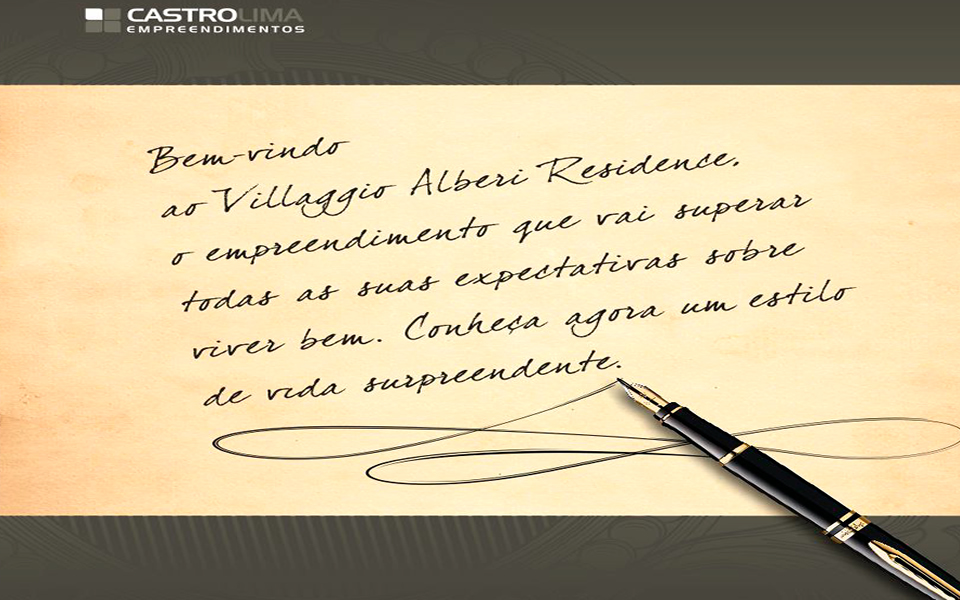 CASTROLIMA
EMPREENDIMENTOS
Bem-vindo
ao Villaggio Alberi Residence,
o empreendimento que vai superar
todas as suas expectativas sobre
viver bem. Conheça agora um estilo
de vida surpreendente.